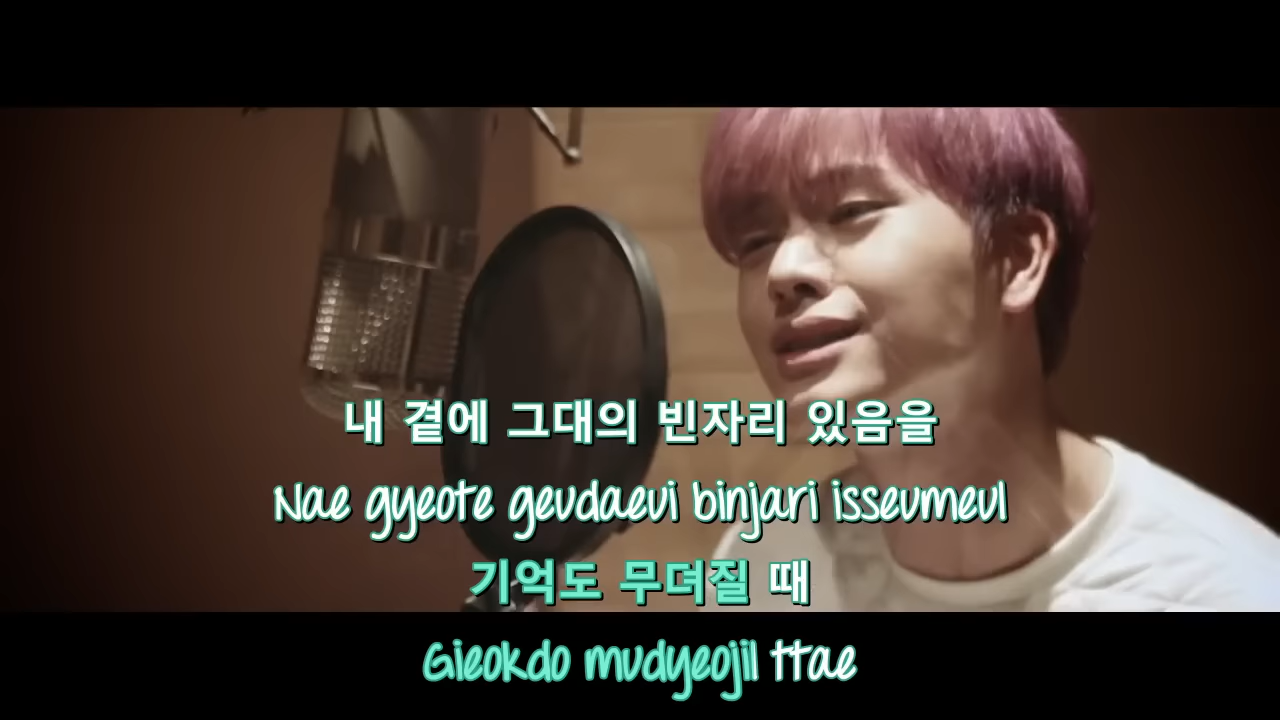 내 곁에 그대의 빈자리 있음을
Nae gyeote geudaeui binjari isseumeul
기억도 무뎌질 때
Gieokdo mudyeojil ttae